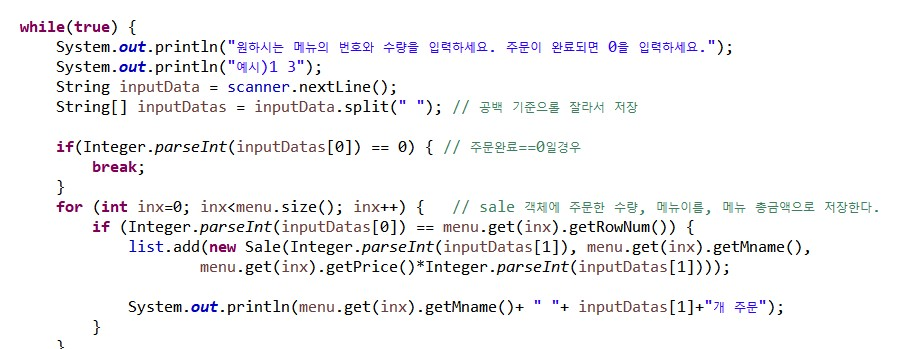 while(true) {
System.out.println("원하시는 메뉴의 번호와 수량을 입력하세요. 주문이 완료되면 0을 입력하세요.");
System.out.println("예시)1 3");
String inputData = scanner.nextLine();
String[] inputDatas = inputData.split(" "); // 공백 기준으롤 잘라서 저장
if(Integer.parseInt(inputDatas[0]) == 0) { // 주문완료==0일경우
break;
}
for (int inx=0; inx<menu.size(); inx++) { // sale 객체에 주문한 수량, 메뉴이름, 메뉴 총금액으로 저장한다.
if (Integer.parseInt(inputDatas[0]) == menu.get(inx).getRowNum()) {
list.add(new Sale(Integer.parseInt(inputDatas[1]), menu.get(inx).getMname(),
menu.get(inx).getPrice()*Integer.parseInt(inputDatas[1])));
System.out.println(menu.get(inx).getMname()+ " "+ inputDatas[1]+"개 주문");
}
}